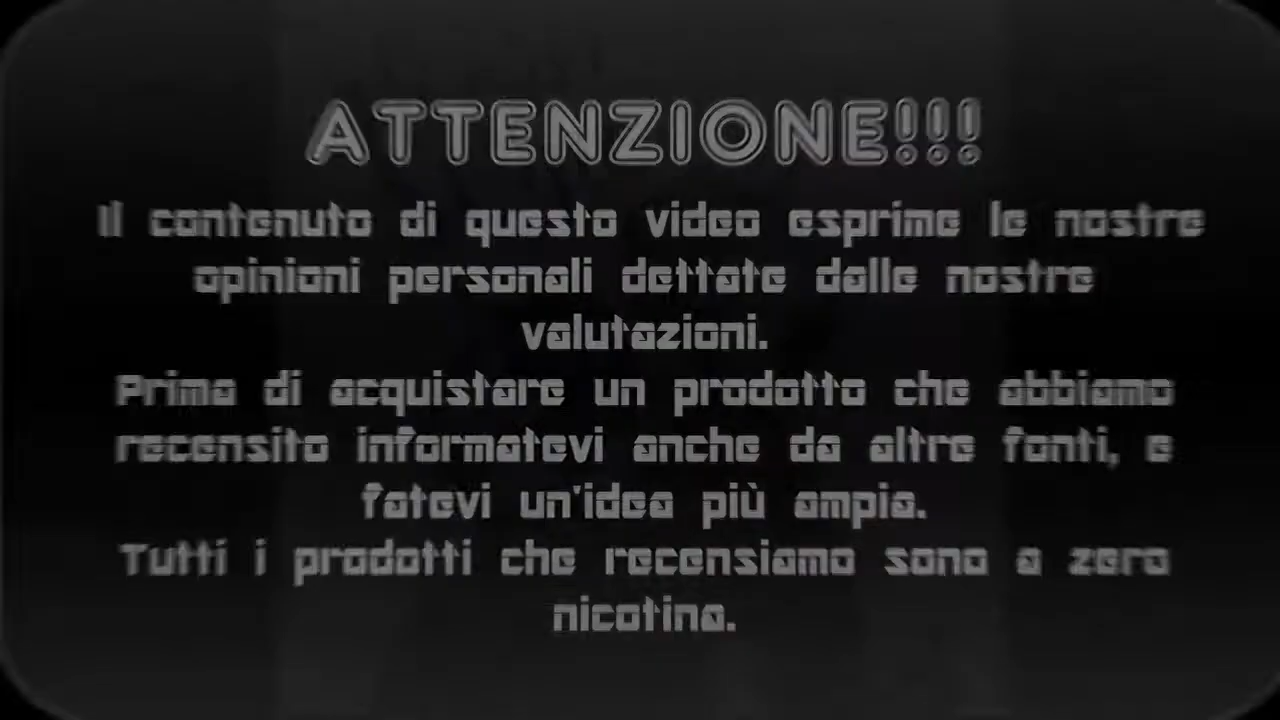 ATTENZIONE!!!
Il contenuto di questo video esprime le nostre
opinioni personali dettate dalle nostre
valutazioni.
Prima di acquistare un prodotto che abbiamo
recensito informatevi anche da altre fonti, e
fatevi un'idea più ampia.
Tutti i prodotti che recensiamo sono a zero
nicotina.